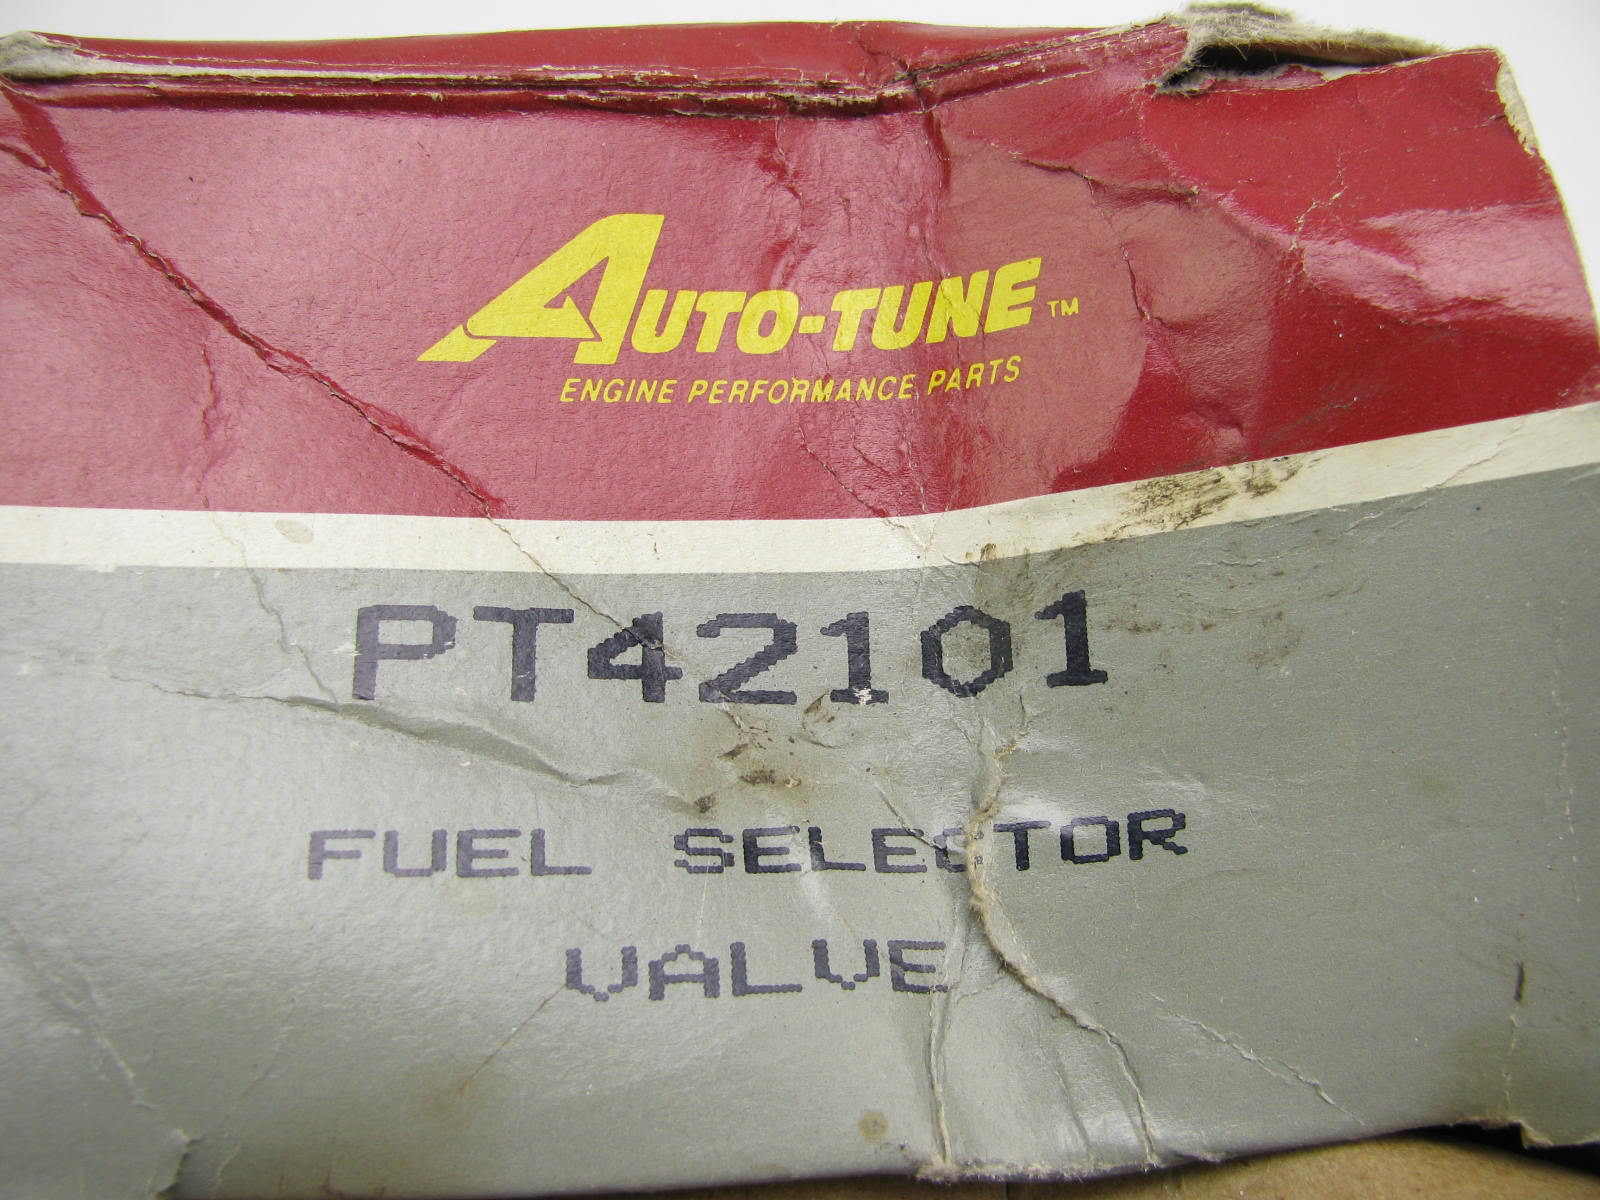 AUTO-TUNE™
ENGINE PERFORMANCE PARTS
PT42101
FUEL SELECTOR
VALVE